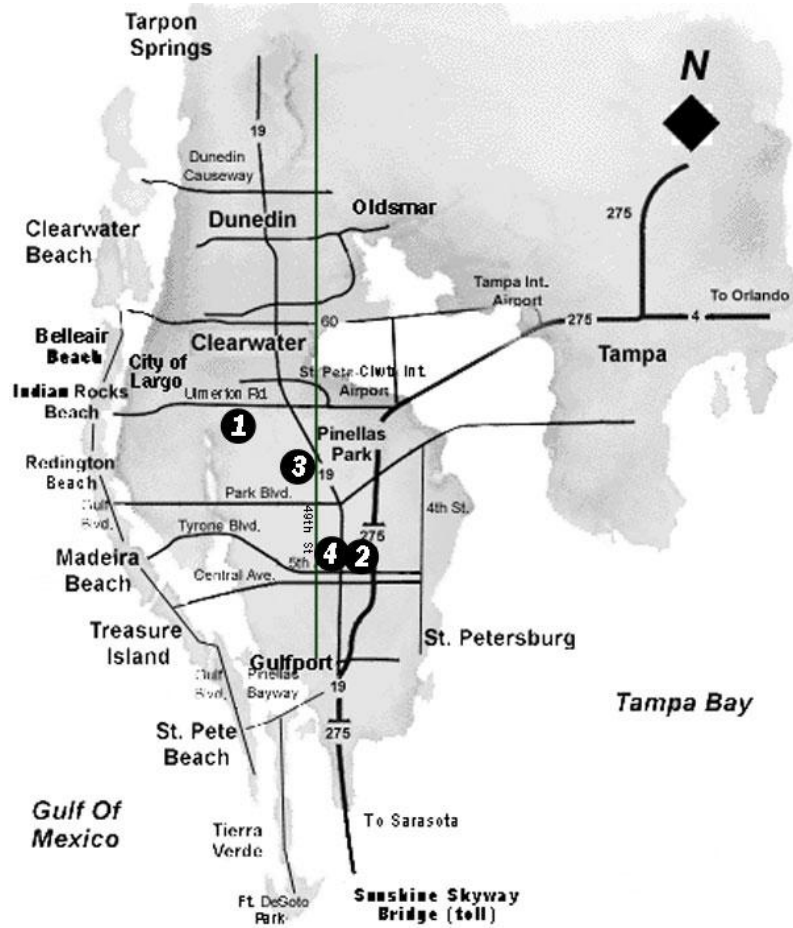 Tarpon
Springs
N
19
Dunedin
Causeway
275
Dunedin
Oldsmar
Clearwater
Beach
Tampa Int.
Airport
To Orlando
60
275
4
Belleair
Beach
Clearwater
Tampa
City of
Largo
St. Pete-Clwtr. Int.
Airport
Indian Rocks
Beach
Ulmerton Rd.
1
Pinellas
Park
3
19
Redington
Beach
Park Blvd.
Gulf
Blvd.
49th St.
4th St.
Tyrone Blvd.
275
4
2
5th
Madeira
Beach
Central Ave.
Treasure
Island
St. Petersburg
Gulfport
Gulf
Blvd.
Pinellas
Bayway
19
Tampa Bay
St. Pete
Beach
275
Gulf Of
Mexico
To Sarasota
Tierra
Verde
Ft. DeSoto
Park
Sunshine Skyway
Bridge (toll)